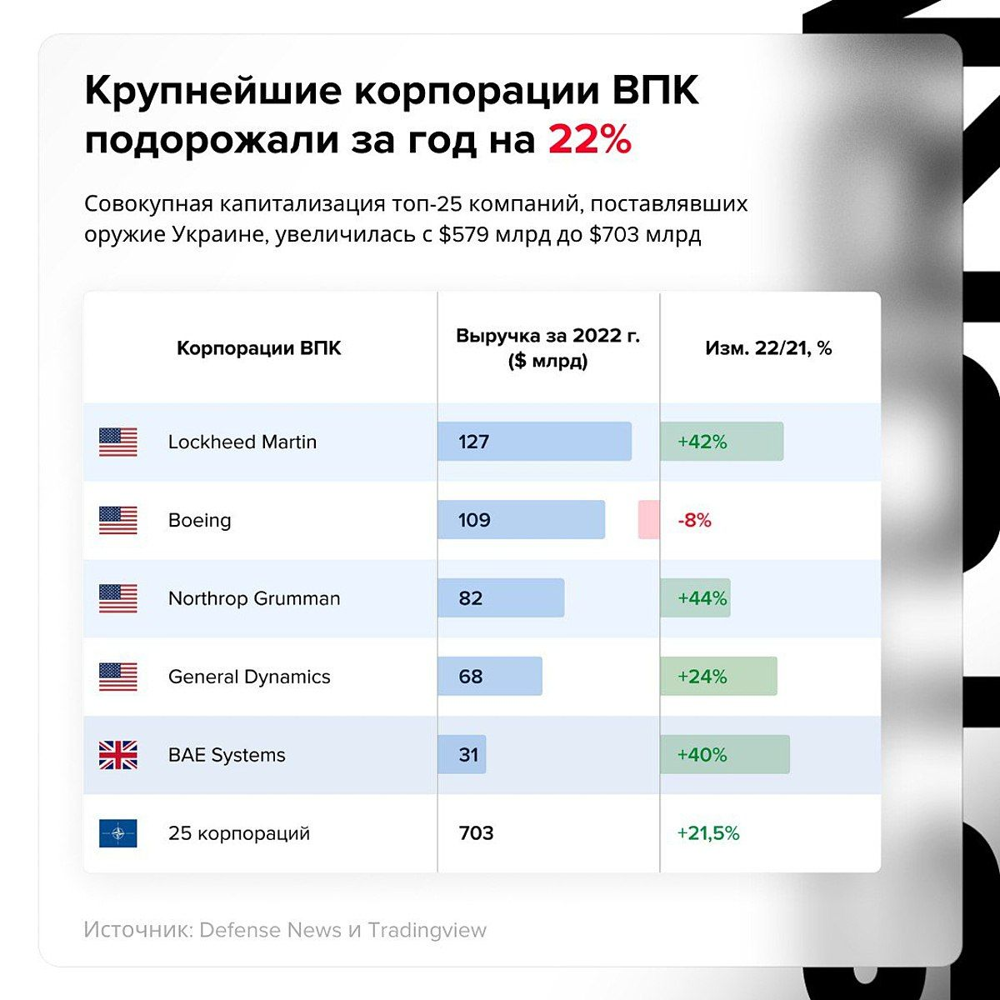 Крупнейшие корпорации ВПК
подорожали за год на 22%
Совокупная капитализация топ-25 компаний, поставлявших
оружие Украине, увеличилась с $579 млрд до $703 млрд
Корпорации ВПК
Выручка за 2022 г.
($ млрд)
Изм. 22/21, %
Lockheed Martin 127 +42%
Boeing 109 -8%
Northrop Grumman 82 +44%
General Dynamics 68 +24%
BAE Systems 31 +40%
25 корпораций 703 +21,5%
Источник: Defense News и Tradingview